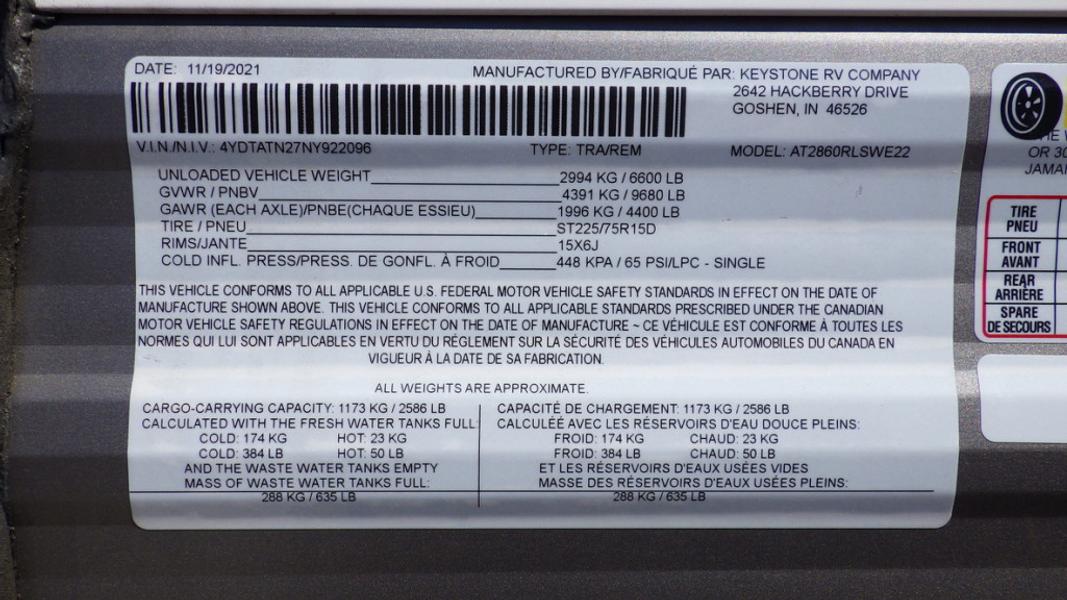 DATE: 11/19/2021
MANUFACTURED BY/FABRIQUÉ PAR: KEYSTONE RV COMPANY
2642 HACKBERRY DRIVE
GOSHEN, IN 46526
V.I.N./N.I.V.: 4YDTATN27NY922096 TYPE: TRA/REM MODEL: AT2860RLSWE22
UNLOADED VEHICLE WEIGHT 2994 KG / 6600 LB
GVWR / PNBV 4391 KG / 9680 LB
GAWR (EACH AXLE)/PNBE(CHAQUE ESSIEU) 1996 KG / 4400 LB
TIRE / PNEU ST225/75R15D
RIMS/JANTE 15X6J
COLD INFL. PRESS/PRESS. DE GONFL. À FROID 448 KPA / 65 PSI/LPC - SINGLE
THIS VEHICLE CONFORMS TO ALL APPLICABLE U.S. FEDERAL MOTOR VEHICLE SAFETY STANDARDS IN EFFECT ON THE DATE OF
MANUFACTURE SHOWN ABOVE. THIS VEHICLE CONFORMS TO ALL APPLICABLE STANDARDS PRESCRIBED UNDER THE CANADIAN
MOTOR VEHICLE SAFETY REGULATIONS IN EFFECT ON THE DATE OF MANUFACTURE ~ CE VÉHICULE EST CONFORME À TOUTES LES
NORMES QUI LUI SONT APPLICABLES EN VERTU DU RÉGLEMENT SUR LA SÉCURITÉ DES VÉHICULES AUTOMOBILES DU CANADA EN
VIGUEUR À LA DATE DE SA FABRICATION.
ALL WEIGHTS ARE APPROXIMATE.
CARGO-CARRYING CAPACITY: 1173 KG / 2586 LB
CALCULATED WITH THE FRESH WATER TANKS FULL:
COLD: 174 KG HOT: 23 KG
COLD: 384 LB HOT: 50 LB
AND THE WASTE WATER TANKS EMPTY
MASS OF WASTE WATER TANKS FULL:
288 KG / 635 LB
CAPACITÉ DE CHARGEMENT: 1173 KG / 2586 LB
CALCULÉE AVEC LES RÉSERVOIRS D'EAU DOUCE PLEINS:
FROID: 174 KG CHAUD: 23 KG
FROID: 384 LB CHAUD: 50 LB
ET LES RÉSERVOIRS D'EAUX USÉES VIDES
MASSE DES RÉSERVOIRS D'EAUX USÉES PLEINS:
288 KG / 635 LB
OR 30
TIRE
PNEU
FRONT
AVANT
REAR
ARRIÈRE
SPARE
DE SECOURS